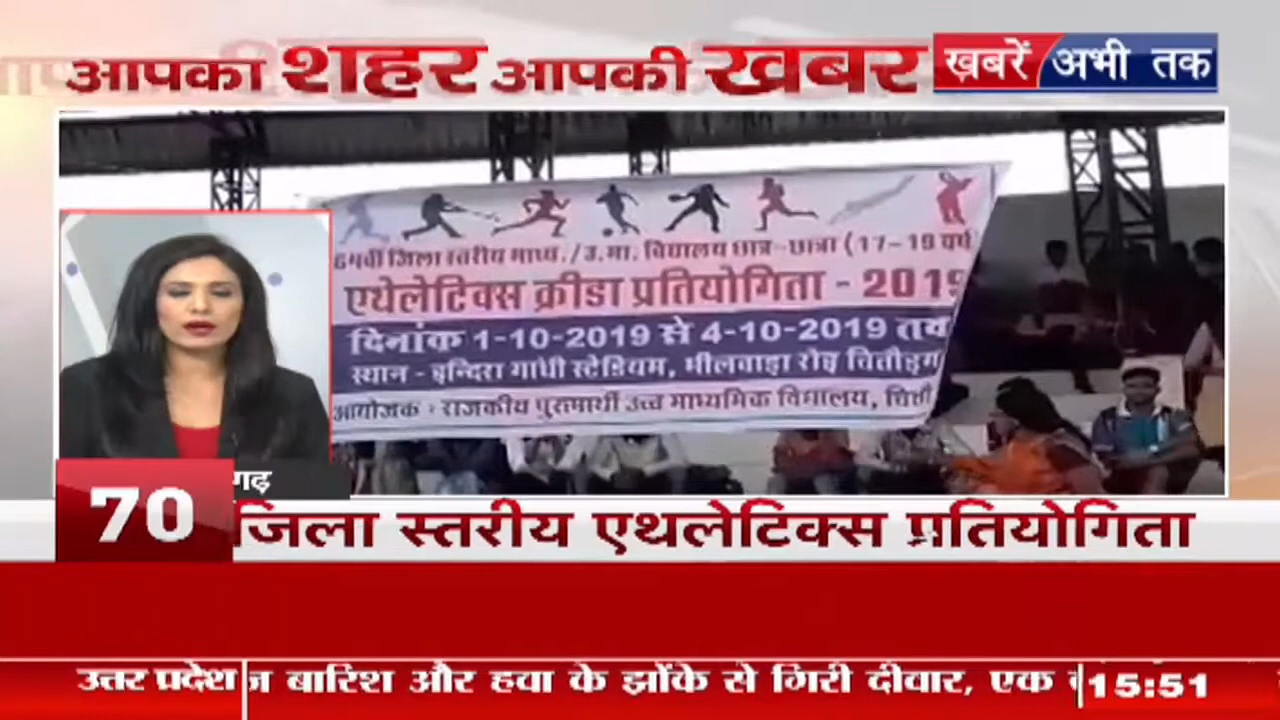 आपका शहर आपकी खबर
ख़बरें अभी तक
जिला स्तरीय माध्य./उ.मा. विद्यालय छात्र-छात्रा (17-19 वर्ष
एथेलेटिक्स क्रीडा प्रतियोगिता - 2019
दिनांक 1-10-2019 से 4-10-2019 तक
स्थान - इन्दिरा गांधी स्टेडियम, भीलवाड़ा रोड़ चितौड़ग
आयोजक : राजकीय पुरुषार्थी उच्च माध्यमिक विद्यालय,
गढ़
70 जिला स्तरीय एथलेटिक्स प्रतियोगिता
उत्तर प्रदेश बारिश और हवा के झोंके से गिरी दीवार, एक 15:51